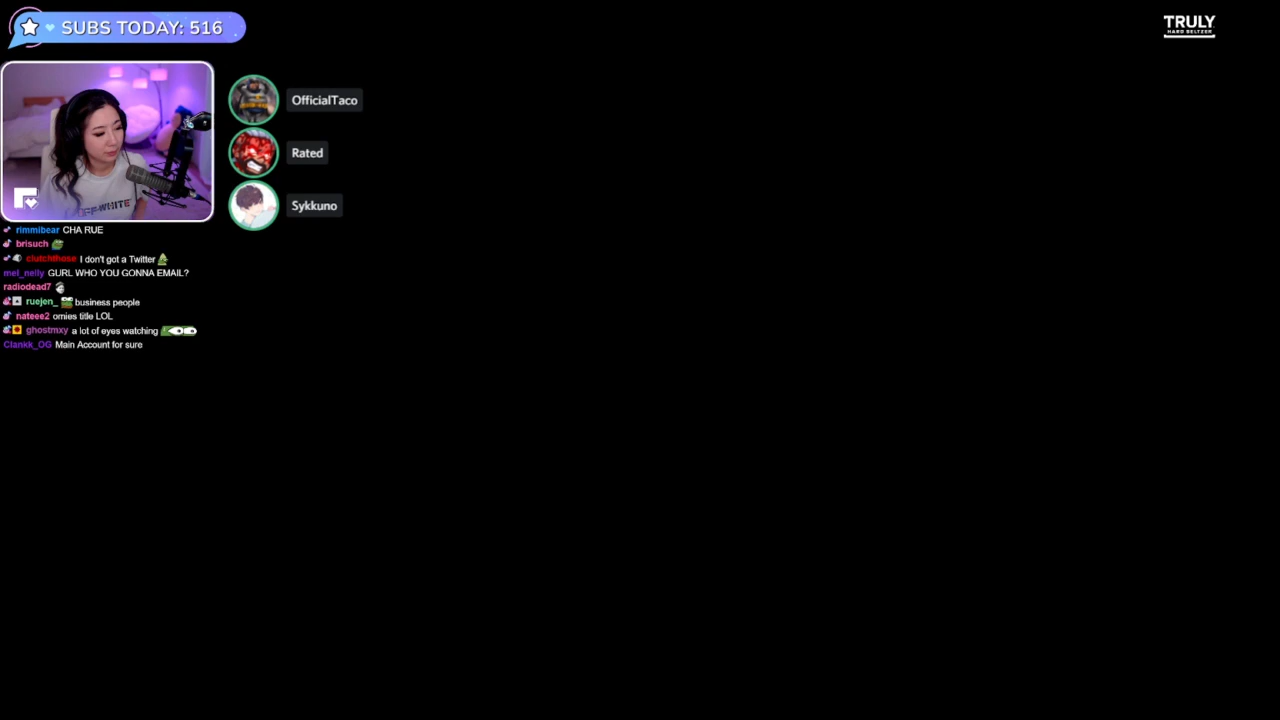 SUBS TODAY: 516
TRULY
HARD SELTZER
OFF-WHITE
OfficialTaco
Rated
Sykkuno
rimmibear CHA RUE
brisuch
clutchthose I don't got a Twitter
mel_nelly GURL WHO YOU GONNA EMAIL?
radiodead7
ruejen_ business people
nateee2 omies title LOL
ghostmxy a lot of eyes watching
Clankk_OG Main Account for sure